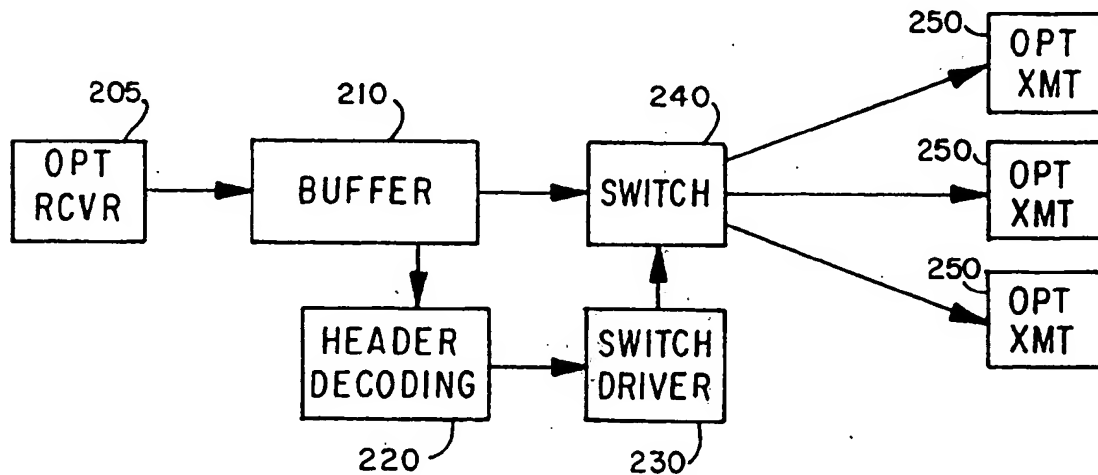 250
OPT
XMT
205
210
240
OPT
RCVR
BUFFER
SWITCH
250
OPT
XMT
250
OPT
XMT
HEADER
DECODING
SWITCH
DRIVER
220
230